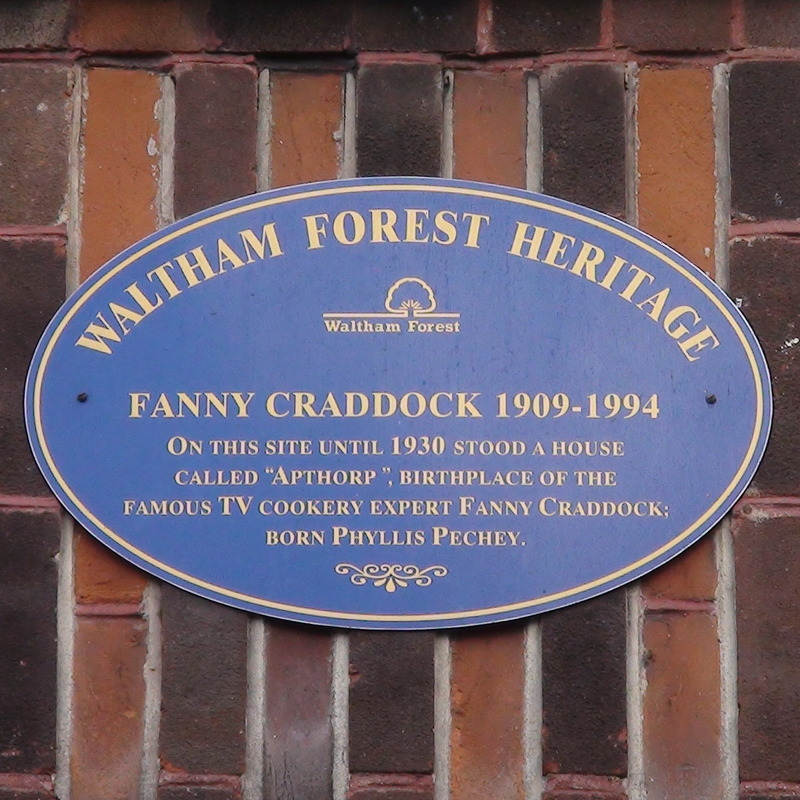 WALTHAM FOREST HERITAGE
Waltham Forest
FANNY CRADDOCK 1909-1994
ON THIS SITE UNTIL 1930 STOOD A HOUSE
CALLED “APTHORP ”, BIRTHPLACE OF THE
FAMOUS TV COOKERY EXPERT FANNY CRADDOCK;
BORN PHYLLIS PECHEY.